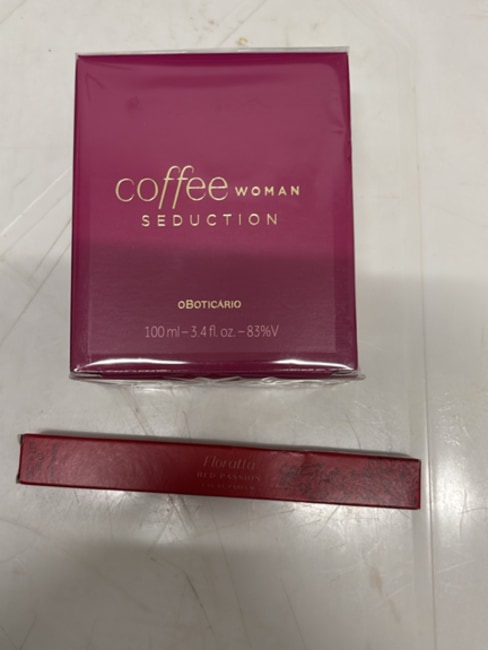 coffee WOMAN
SEDUCTION
oBoticário
100 ml – 3.4 fl. oz. – 83%V
Floratta
RED PASSION